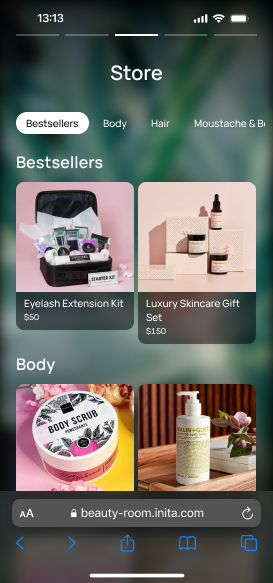 13:13
Store
Bestsellers
Body
Hair
Moustache & Be
Bestsellers
STARTER KIT
Eyelash Extension Kit
$50
Luxury Skincare Gift
Set
$150
Body
BODY SCRUB
POMEGRANATE
MALIN+GOETZ
AA
beauty-room.inita.com